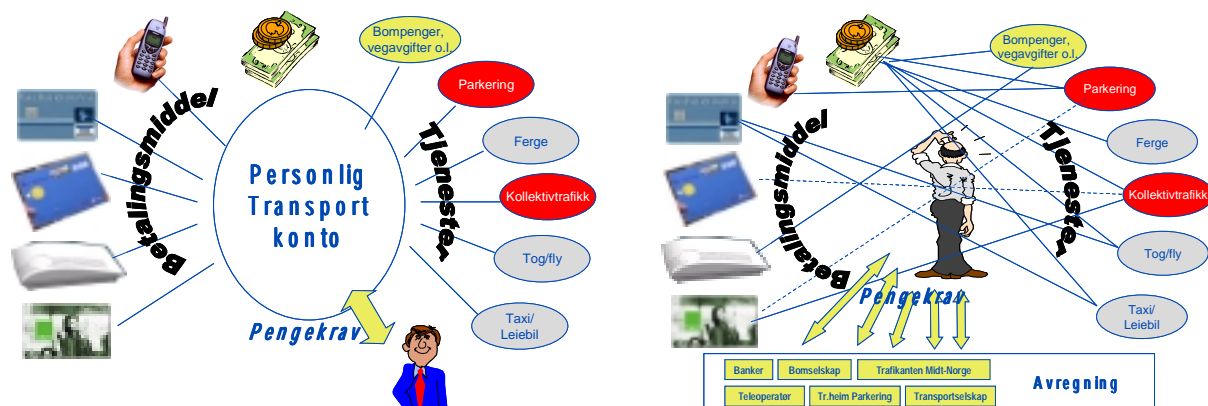 Bompenger,
vegavgifter o.l.
Parkering
Ferge
Kollektivtrafikk
Tog/fly
Taxi/
Leiebil
Betalingsmiddel
Tjenester
Personlig
Transport
konto
Pengekrav
Bompenger,
vegavgifter o.l.
Parkering
Ferge
Kollektivtrafikk
Tog/fly
Taxi/
Leiebil
Betalingsmiddel
Tjenester
Pengekrav
Banker
Bomselskap
Trafikanten Midt-Norge
Avregning
Teleoperatør
Tr.heim Parkering
Transportselskap